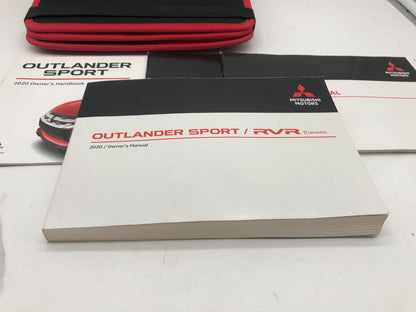 OUTLANDER
SPORT
2020 Owner's Handbook
MITSUBISHI
MOTORS
OUTLANDER SPORT / RVR (Canada)
2020 / Owner's Manual